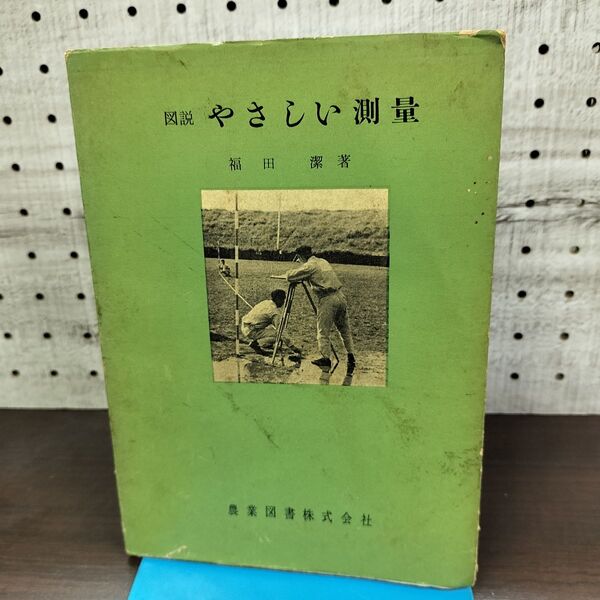 図説 やさしい測量
福田 潔著
農業図書株式会社